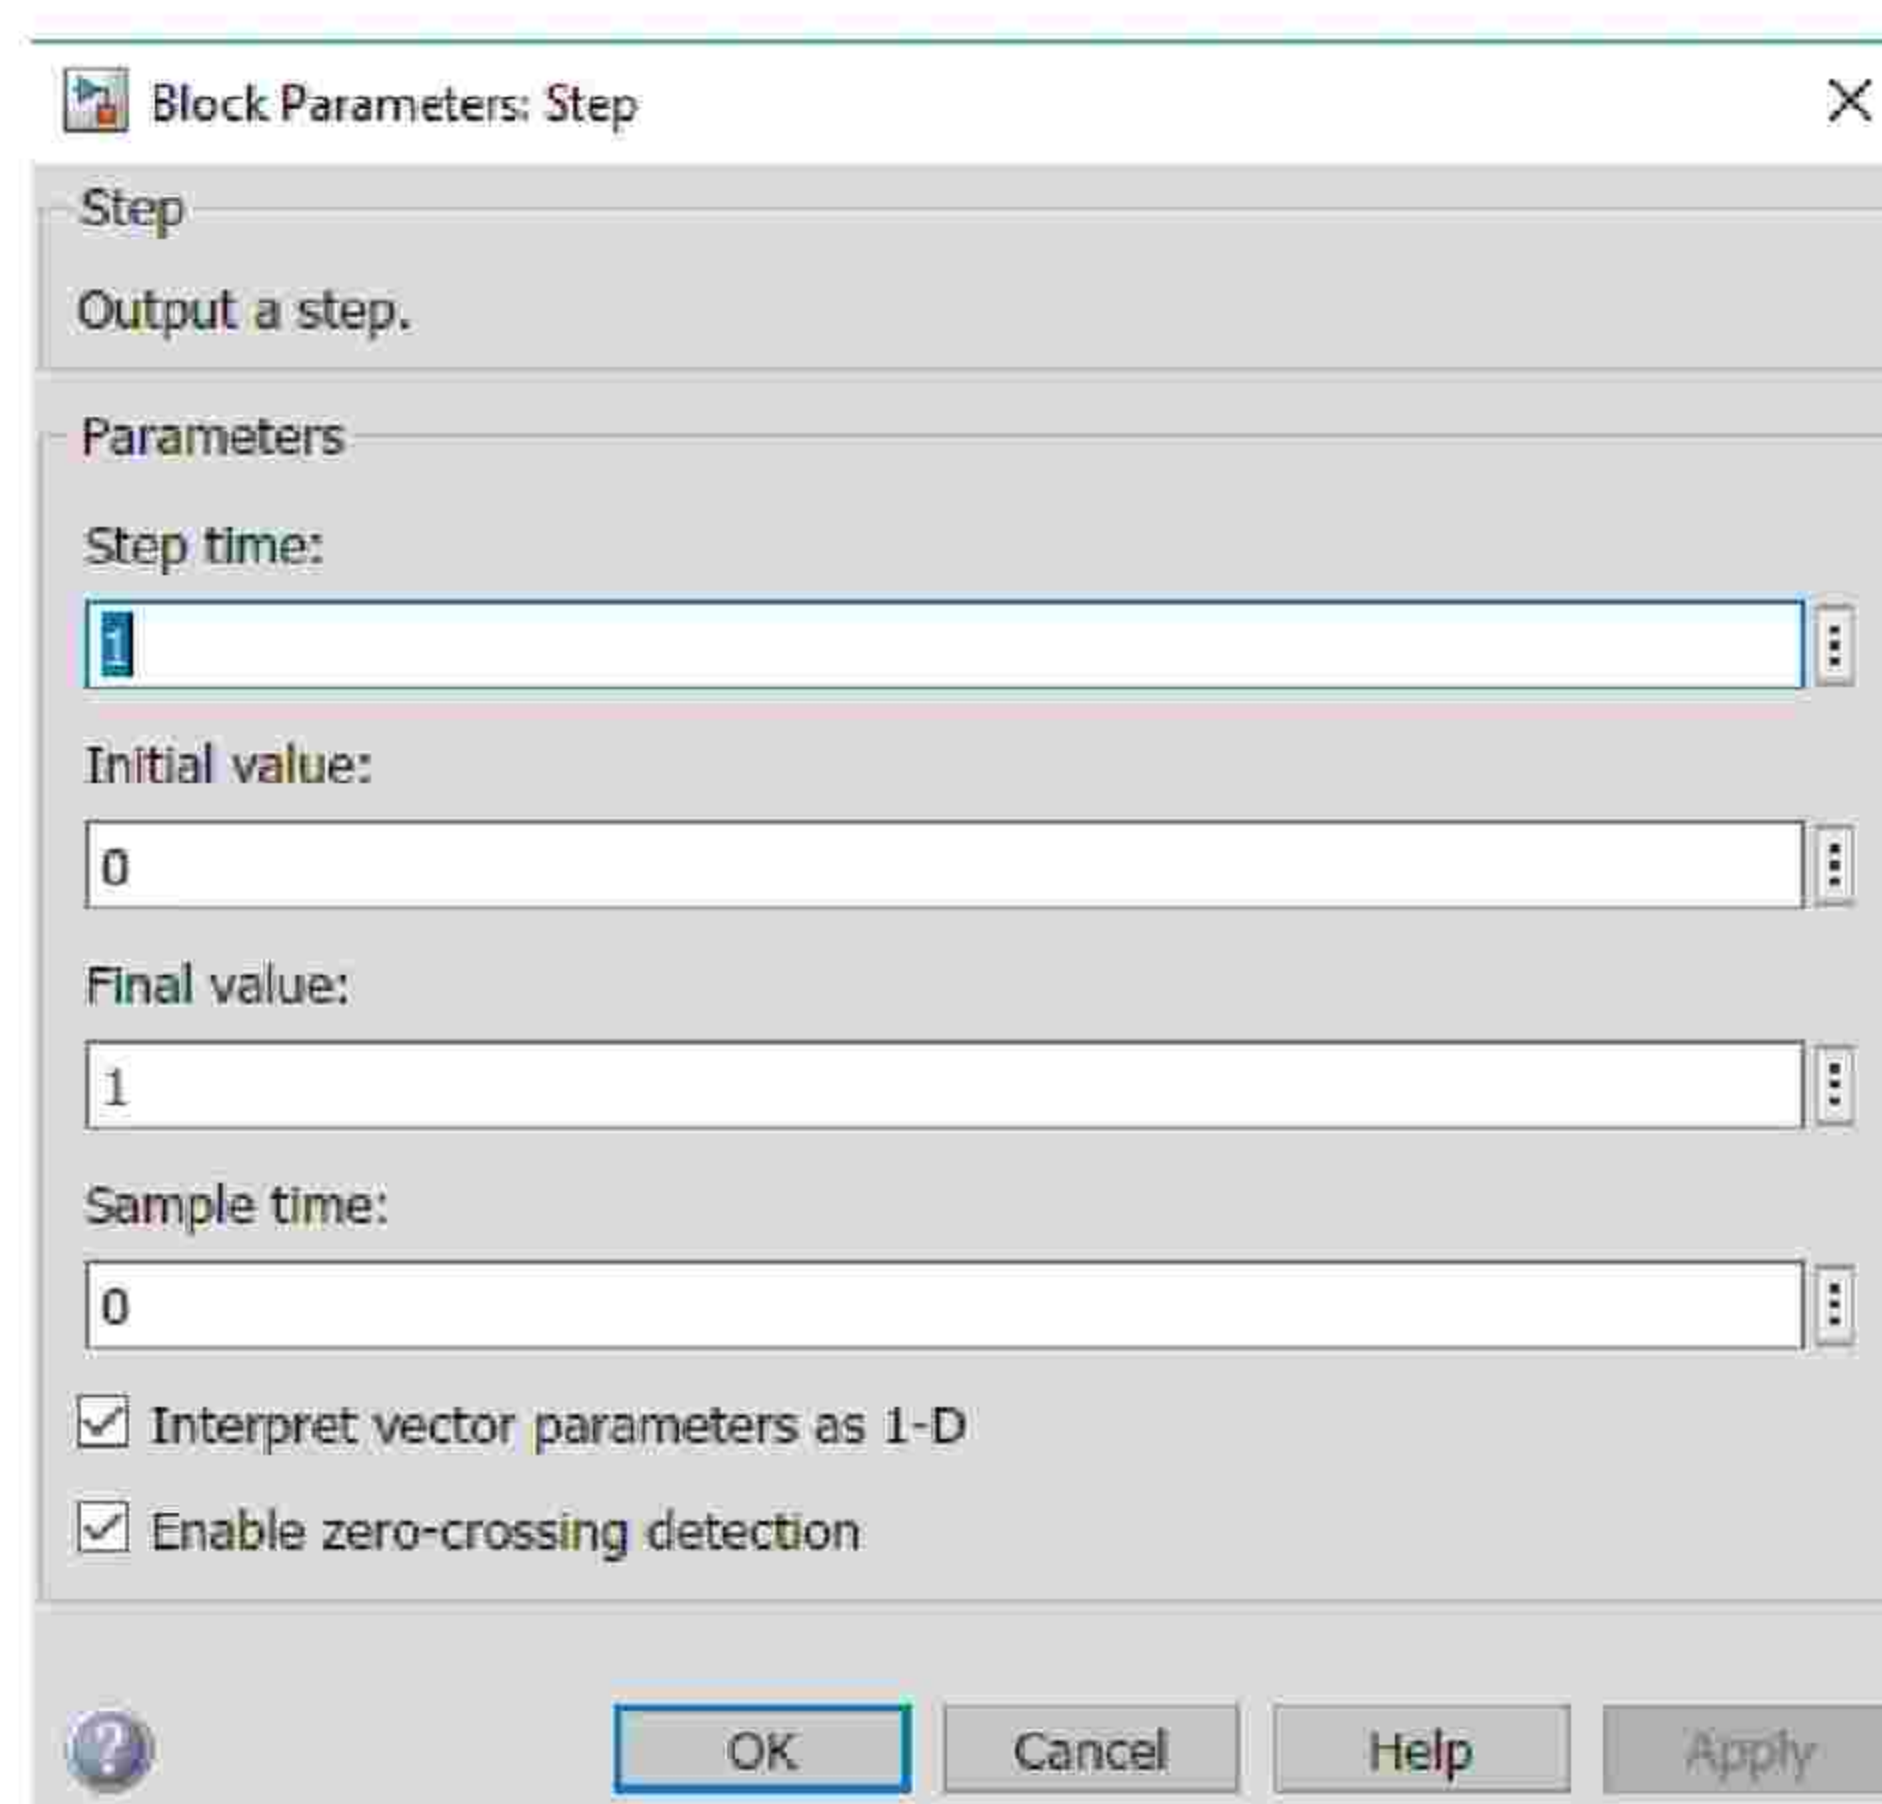 Block Parameters: Step
Step
Output a step.
Parameters
Step time:
1
Initial value:
0
Final value:
1
Sample time:
0
Interpret vector parameters as 1-D
Enable zero-crossing detection
OK Cancel Help Apply